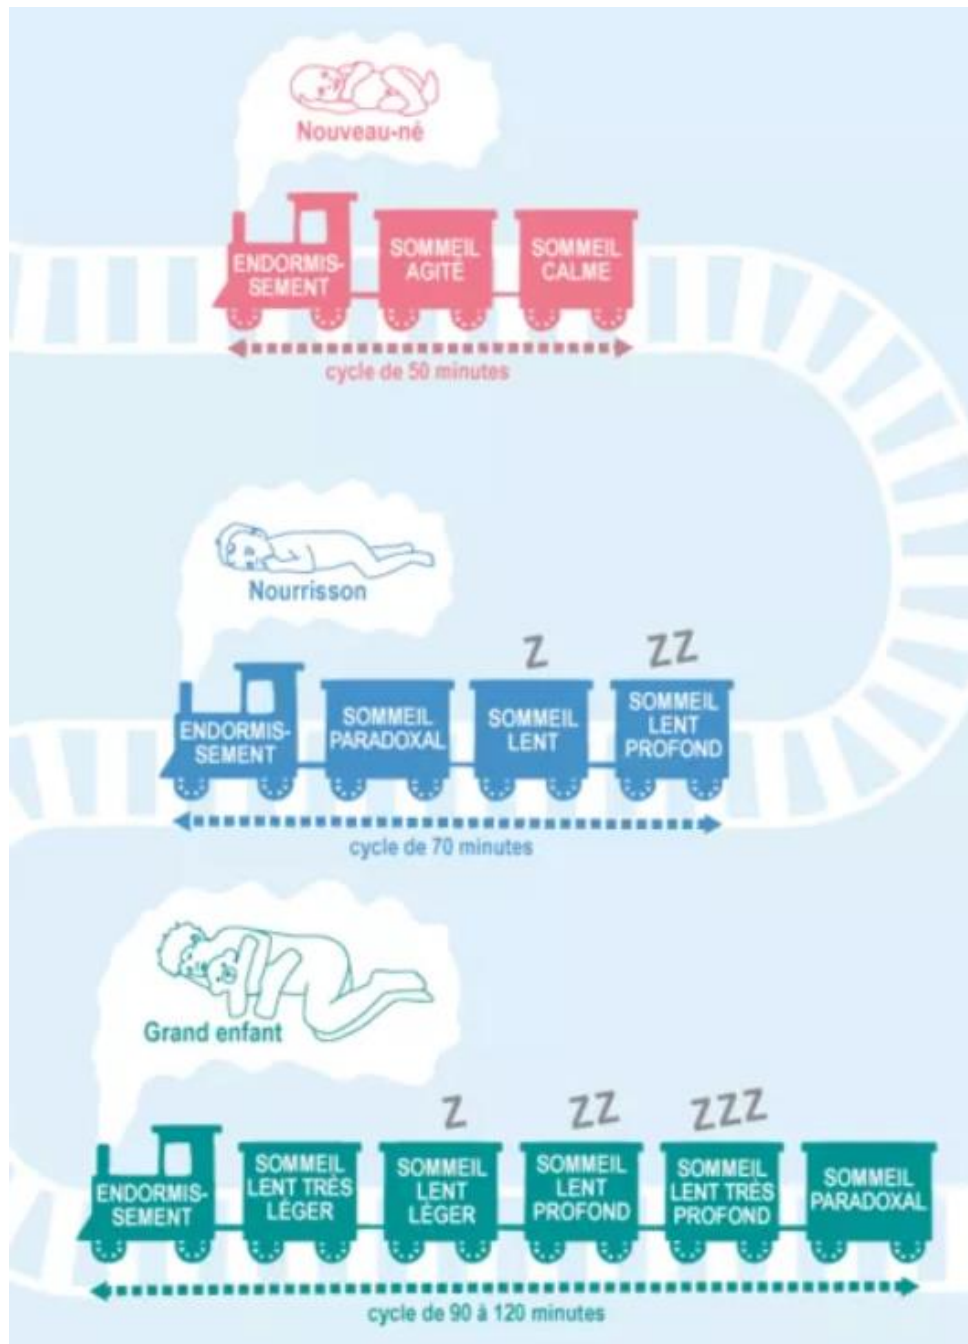 Nouveau-né
ENDORMIS-
SEMENT
SOMMEIL
AGITÉ
SOMMEIL
CALME
cycle de 50 minutes
Nourrisson
Z
ZZ
ENDORMIS-
SEMENT
SOMMEIL
PARADOXAL
SOMMEIL
LENT
SOMMEIL
LENT
PROFOND
cycle de 70 minutes
Grand enfant
Z
ZZ
ZZZ
ENDORMIS-
SEMENT
SOMMEIL
LENT TRÈS
LÉGER
SOMMEIL
LENT
LÉGER
SOMMEIL
LENT
PROFOND
SOMMEIL
LENT TRÈS
PROFOND
SOMMEIL
PARADOXAL
cycle de 90 à 120 minutes